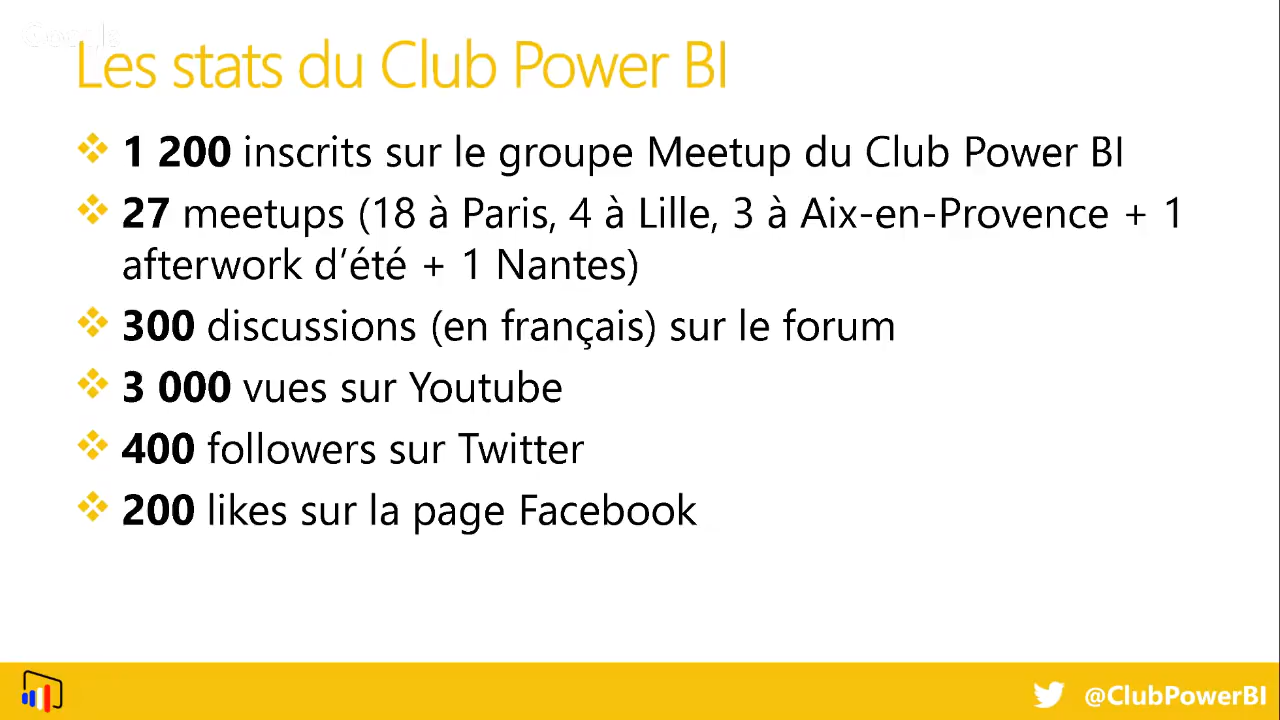 Les stats du Club Power BI
1 200 inscrits sur le groupe Meetup du Club Power BI
27 meetups (18 à Paris, 4 à Lille, 3 à Aix-en-Provence + 1
afterwork d’été + 1 Nantes)
300 discussions (en français) sur le forum
3 000 vues sur Youtube
400 followers sur Twitter
200 likes sur la page Facebook
@ClubPowerBI